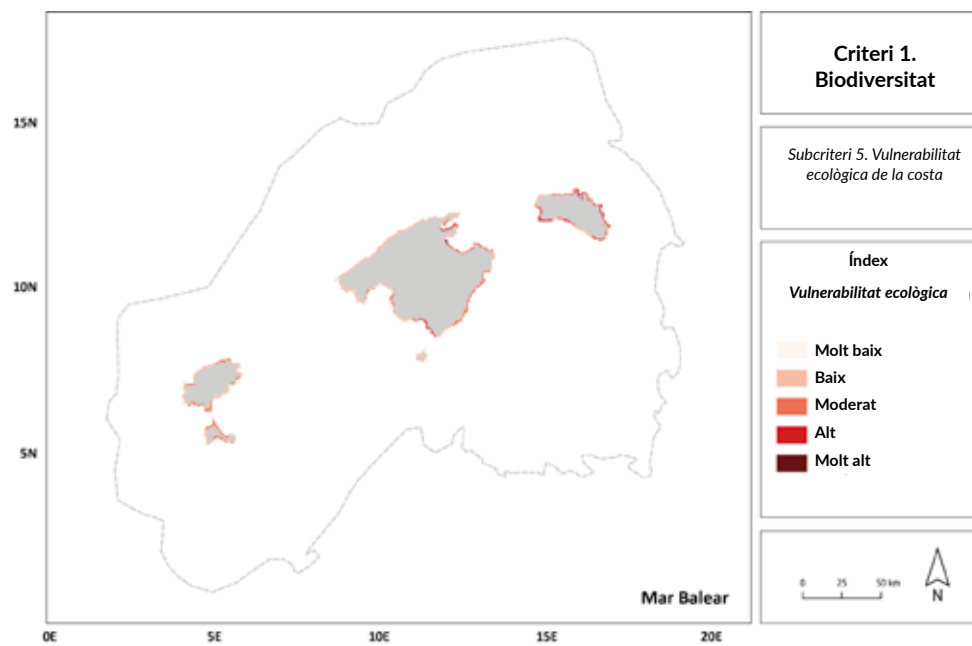 Criteri 1.
Biodiversitat
Subcriteri 5. Vulnerabilitat
ecològica de la costa
Índex
Vulnerabilitat ecològica
Molt baix
Baix
Moderat
Alt
Molt alt
0 25 50 km
N
15N
10N
5N
Mar Balear
0E 5E 10E 15E 20E